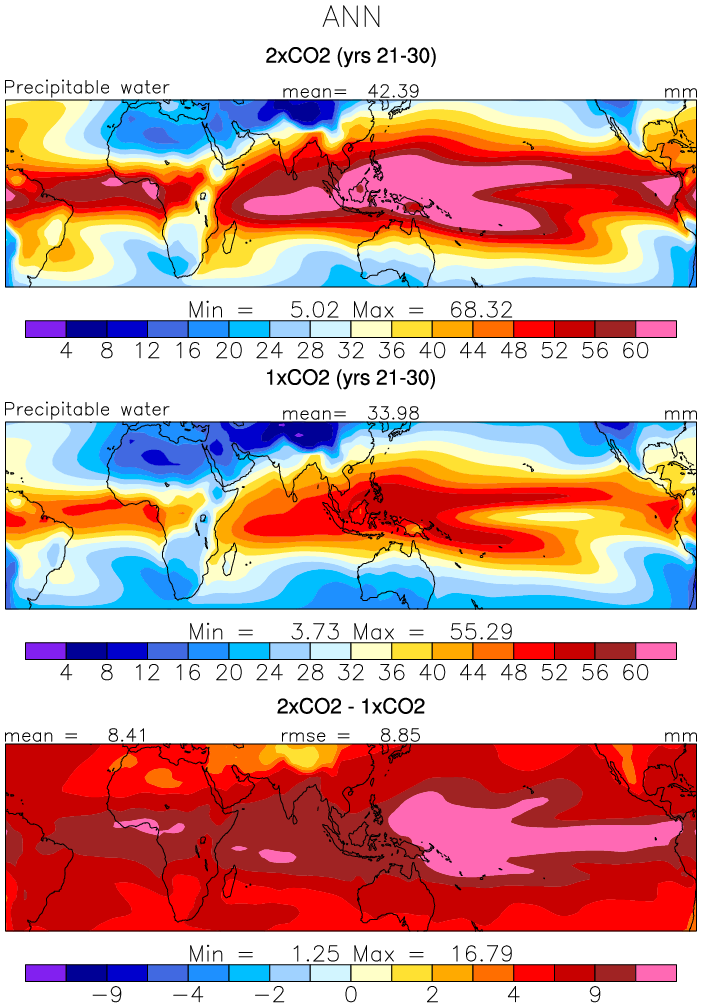 ANN
2xCO2 (yrs 21-30)
Precipitable water mean= 42.39 mm
Min = 5.02 Max = 68.32
4 8 12 16 20 24 28 32 36 40 44 48 52 56 60
1xCO2 (yrs 21-30)
Precipitable water mean= 33.98 mm
Min = 3.73 Max = 55.29
4 8 12 16 20 24 28 32 36 40 44 48 52 56 60
2xCO2 - 1xCO2
mean = 8.41 rmse = 8.85 mm
Min = 1.25 Max = 16.79
−9 −4 −2 0 2 4 9